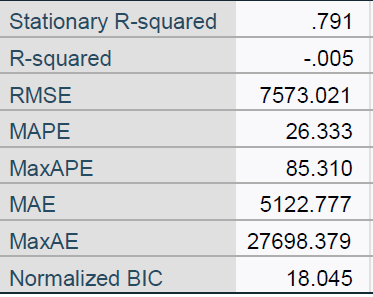 Stationary R-squared .791
R-squared -.005
RMSE 7573.021
MAPE 26.333
MaxAPE 85.310
MAE 5122.777
MaxAE 27698.379
Normalized BIC 18.045